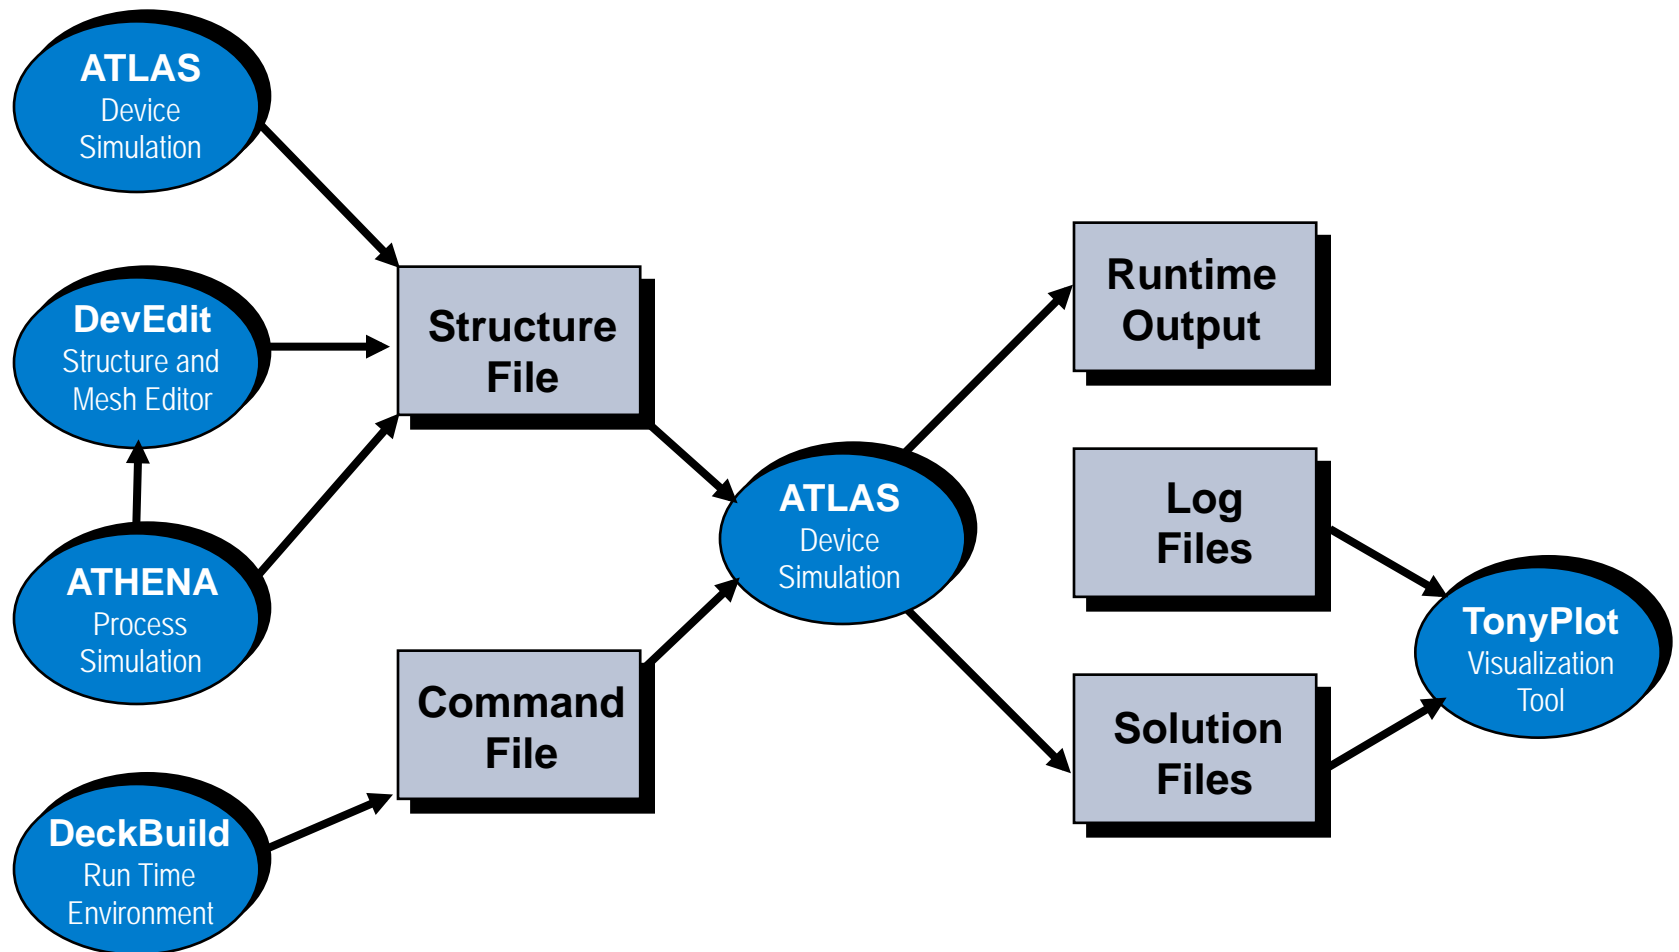 ATLAS
Device
Simulation
DevEdit
Structure and
Mesh Editor
ATHENA
Process
Simulation
DeckBuild
Run Time
Environment
Structure
File
Command
File
ATLAS
Device
Simulation
Runtime
Output
Log
Files
Solution
Files
TonyPlot
Visualization
Tool